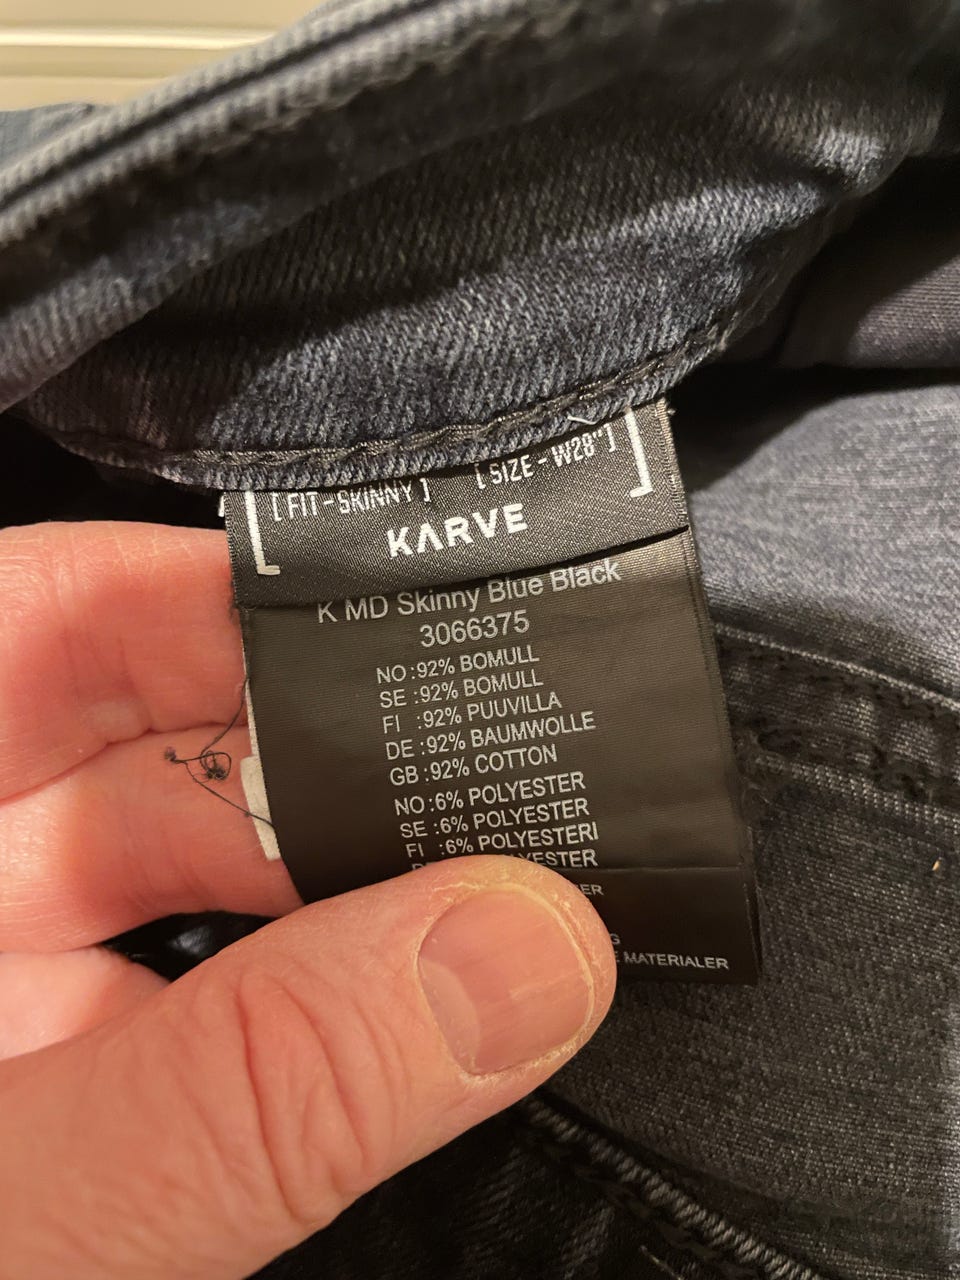 [ FIT-SKINNY ] [ SIZE - W28" ]
KARVE
K MD Skinny Blue Black
3066375
NO:92% BOMULL
SE :92% BOMULL
FI :92% PUUVILLA
DE :92% BAUMWOLLE
GB :92% COTTON
NO:6% POLYESTER
SE :6% POLYESTER
FI :6% POLYESTERI
MATERIALER